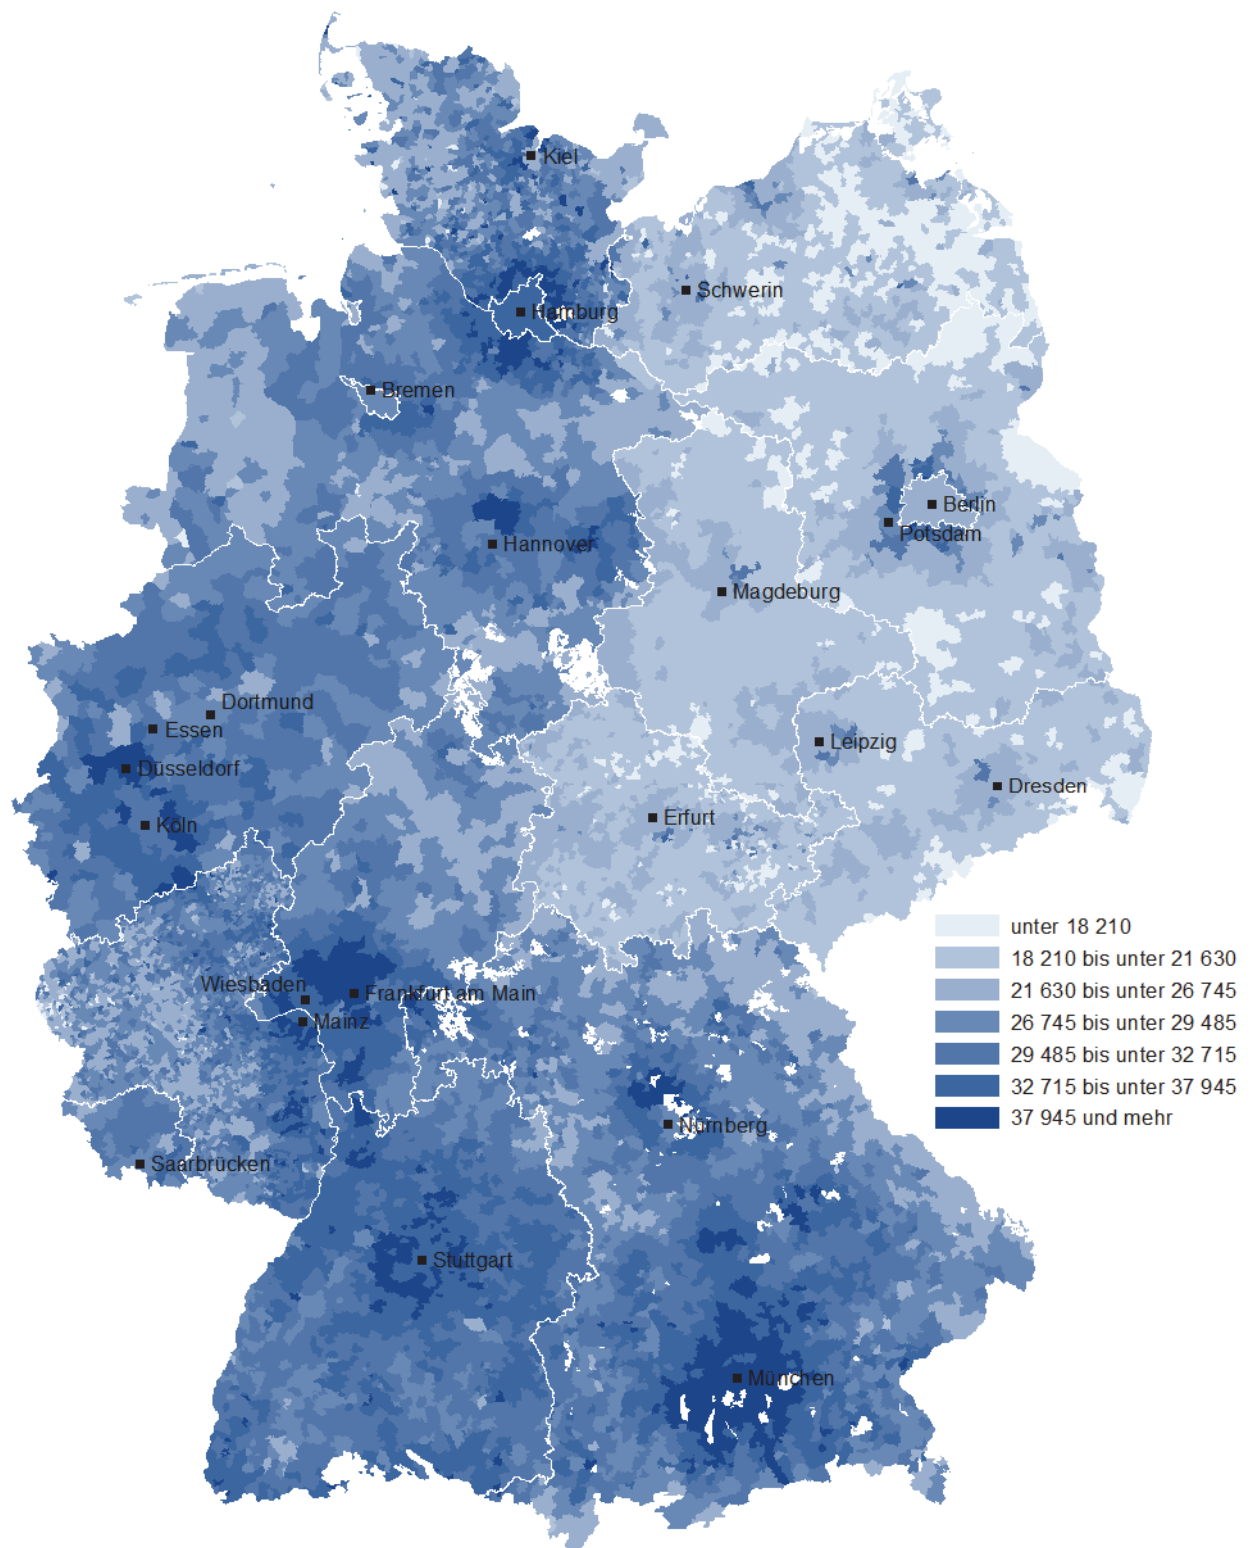 Kiel
Schwerin
Hamburg
Bremen
Berlin
Potsdam
Hannover
Magdeburg
Dortmund
Essen
Leipzig
Düsseldorf
Dresden
Köln
Erfurt
unter 18 210
18 210 bis unter 21 630
Wiesbaden
Frankfurt am Main
21 630 bis unter 26 745
Mainz
26 745 bis unter 29 485
29 485 bis unter 32 715
32 715 bis unter 37 945
37 945 und mehr
Nürnberg
Saarbrücken
Stuttgart
München